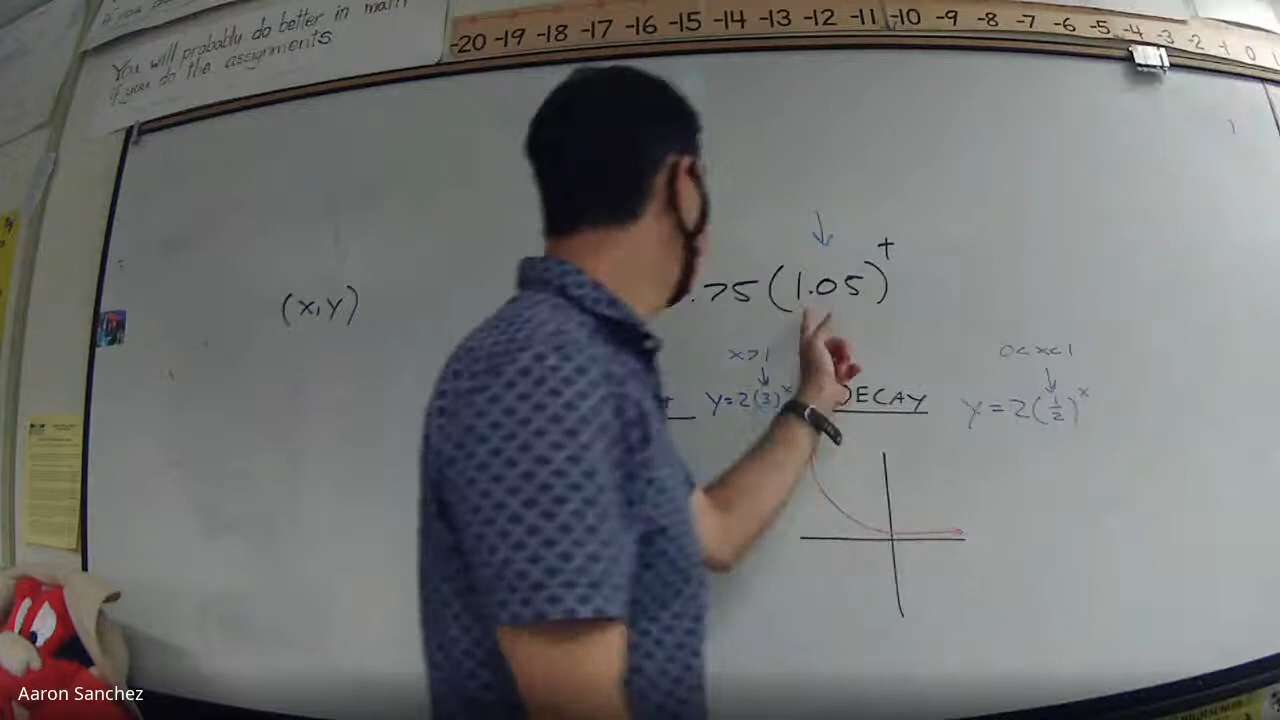 You will probably do better in math
if you do the assignments
-20 -19 -18 -17 -16 -15 -14 -13 -12 -11 -10 -9 -8 -7 -6 -5 -4 -3 -2 -1 0
.75(1.05)^t
(x,y)
x>1
0<x<1
y=2(3)^x
DECAY
y=2(1/2)^x
Aaron Sanchez